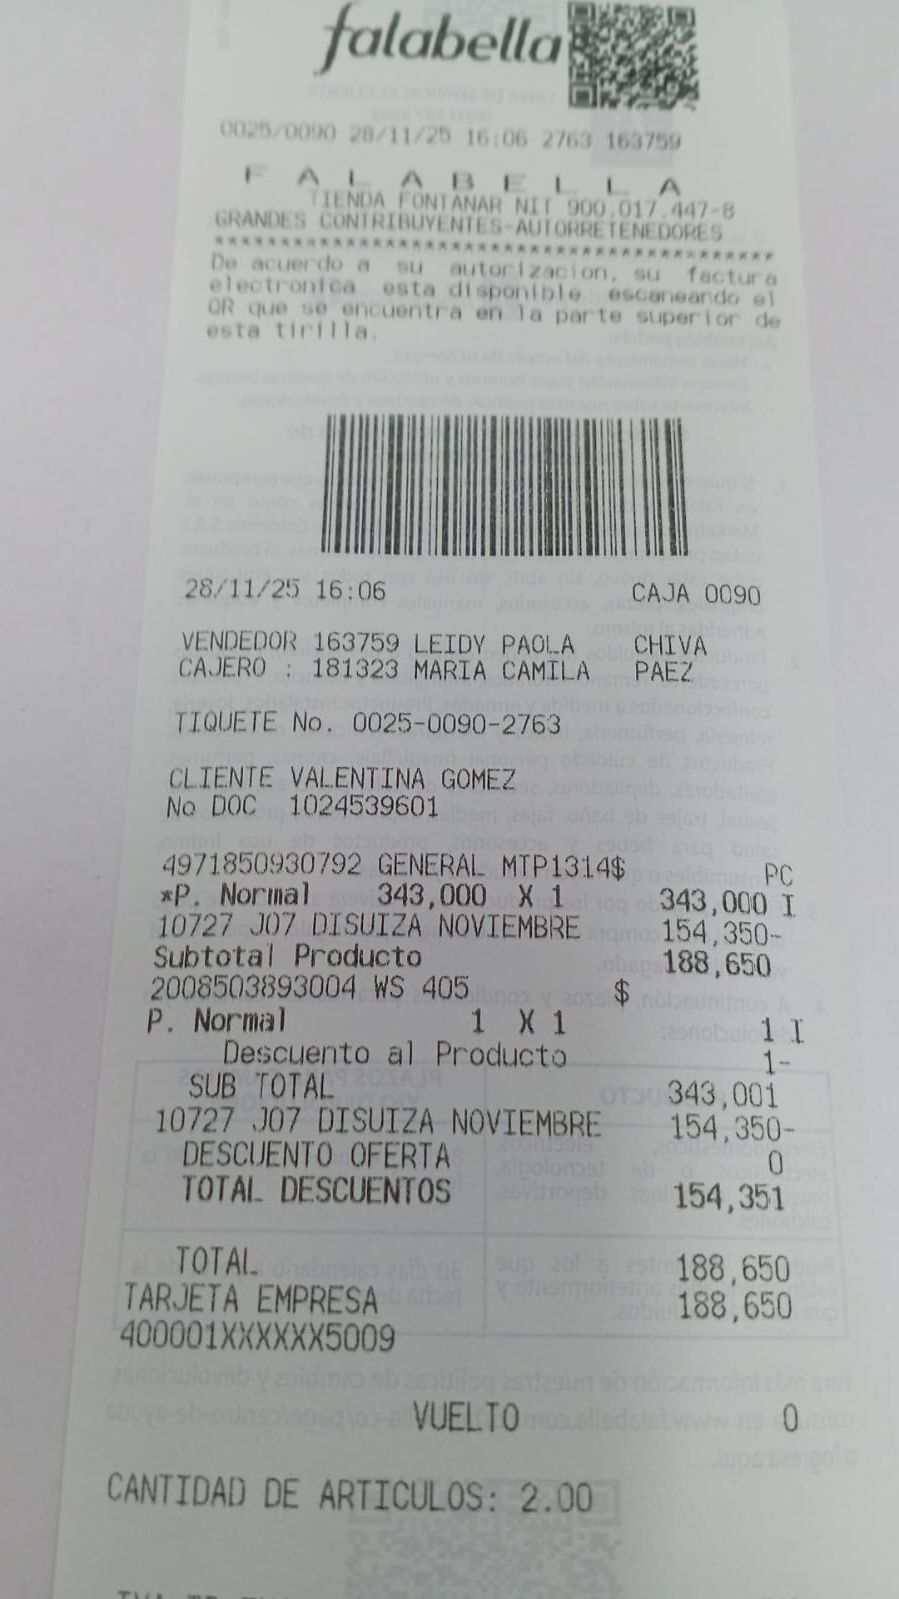 falabella
0025/0090 28/11/25 16:06 2763 163759
F A L A B E L L A
TIENDA FONTANAR NIT 900.017.447-8
GRANDES CONTRIBUYENTES-AUTORRETENEDORES
****************************************
De acuerdo a su autorizacion, su factura
electronica esta disponible escaneando el
QR que se encuentra en la parte superior de
esta tirilla.
28/11/25 16:06 CAJA 0090
VENDEDOR 163759 LEIDY PAOLA CHIVA
CAJERO : 181323 MARIA CAMILA PAEZ
TIQUETE No. 0025-0090-2763
CLIENTE VALENTINA GOMEZ
No DOC 1024539601
4971850930792 GENERAL MTP1314$ PC
*P. Normal 343,000 X 1 343,000 I
10727 J07 DISUIZA NOVIEMBRE 154,350-
Subtotal Producto 188,650
2008503893004 WS 405 $
P. Normal 1 X 1 1 I
Descuento al Producto 1-
SUB TOTAL 343,001
10727 J07 DISUIZA NOVIEMBRE 154,350-
DESCUENTO OFERTA 0
TOTAL DESCUENTOS 154,351
TOTAL 188,650
TARJETA EMPRESA 188,650
400001XXXXXX5009
VUELTO 0
CANTIDAD DE ARTICULOS: 2.00